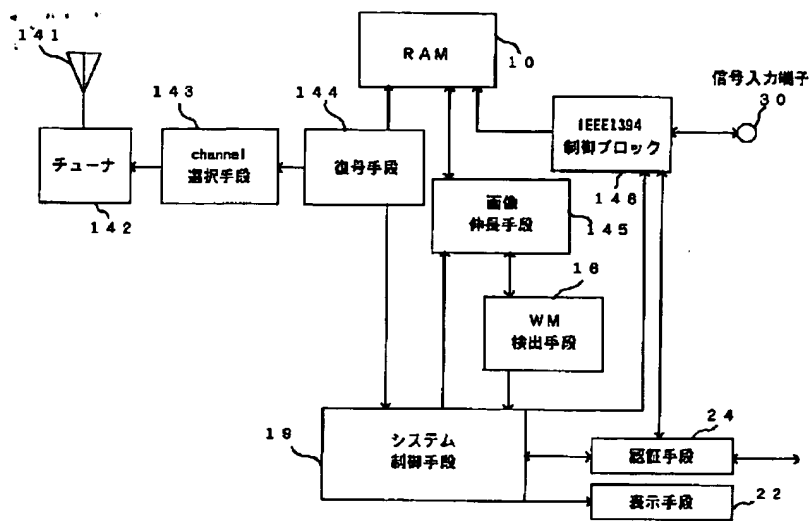 １４１
チューナ
１４２
１４３
channel
選択手段
１４４
復号手段
RAM
１０
IEEE1394
制御ブロック
１４６
信号入力端子
３０
画像
伸長手段
１４５
１６
WM
検出手段
１９
システム
制御手段
２４
認証手段
表示手段
２２